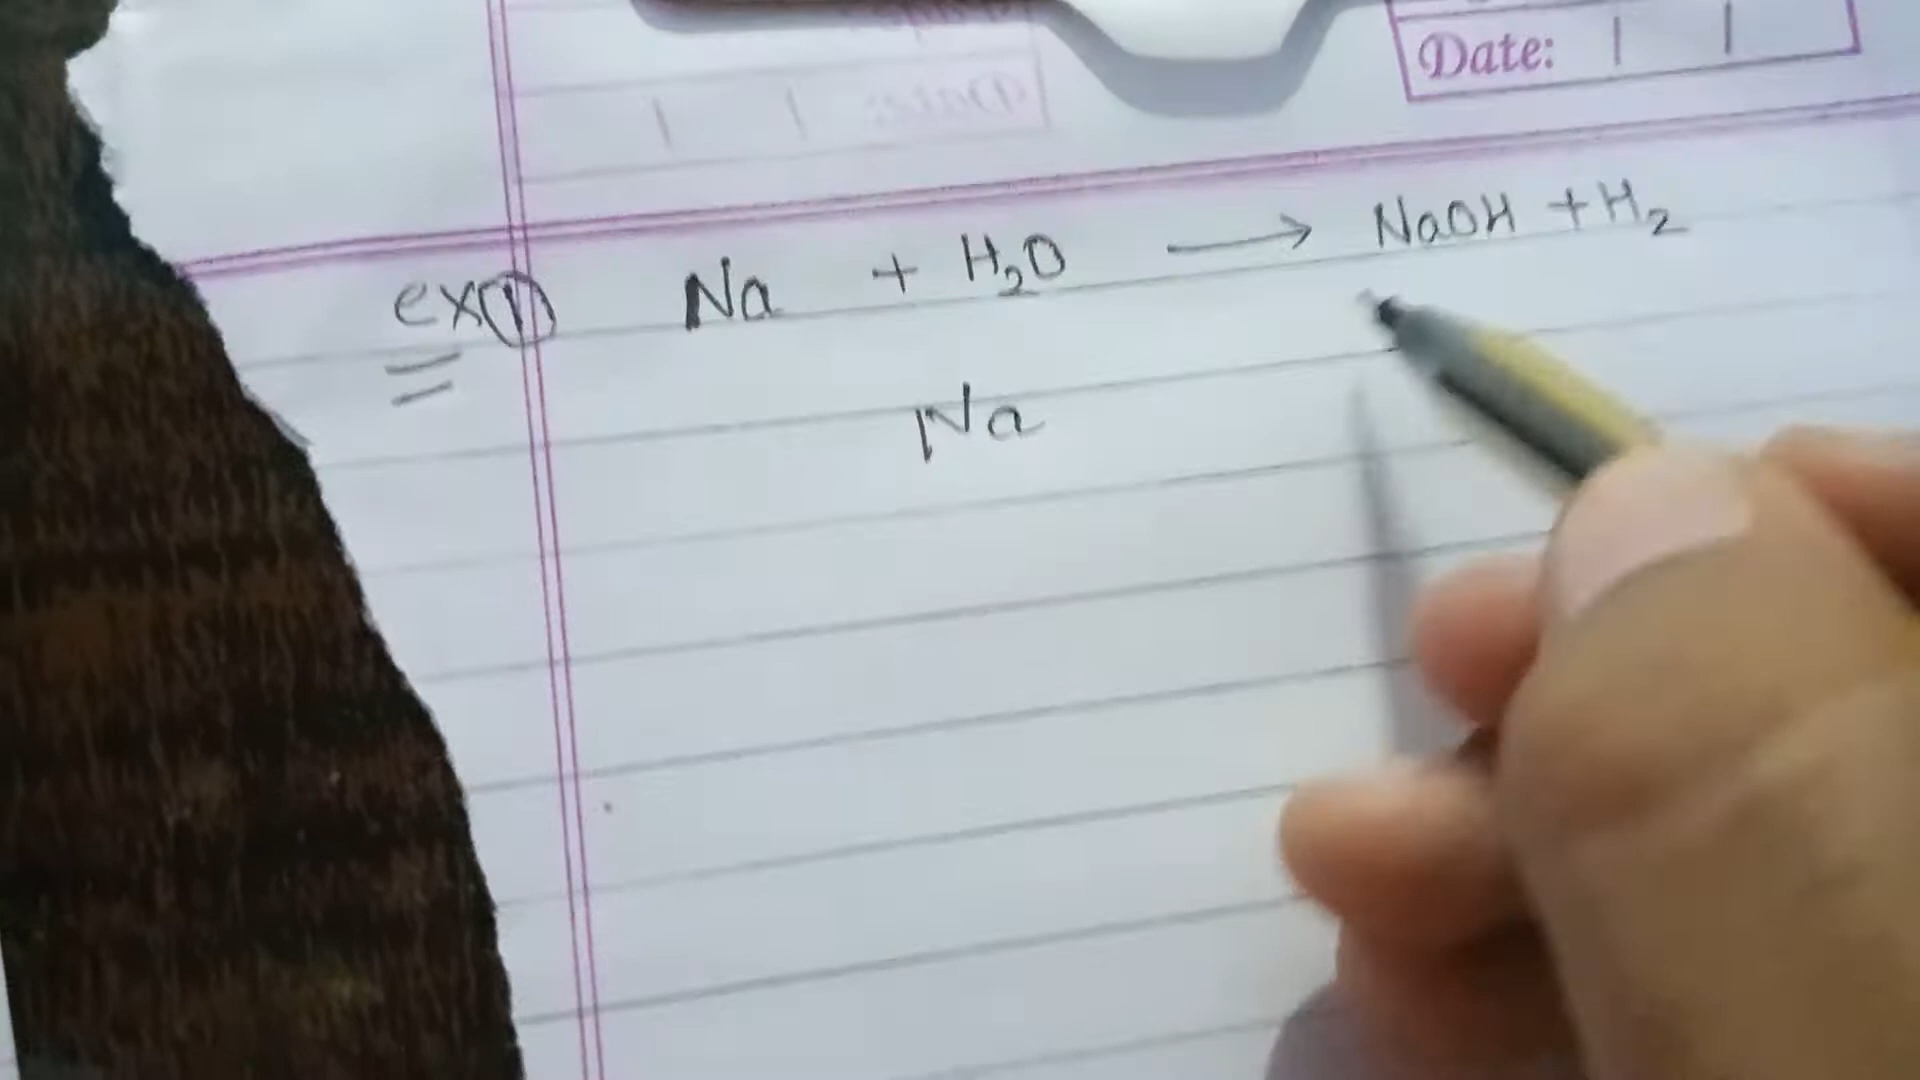 Date:
ex① Na + H₂O ⟶ NaOH + H₂
Na